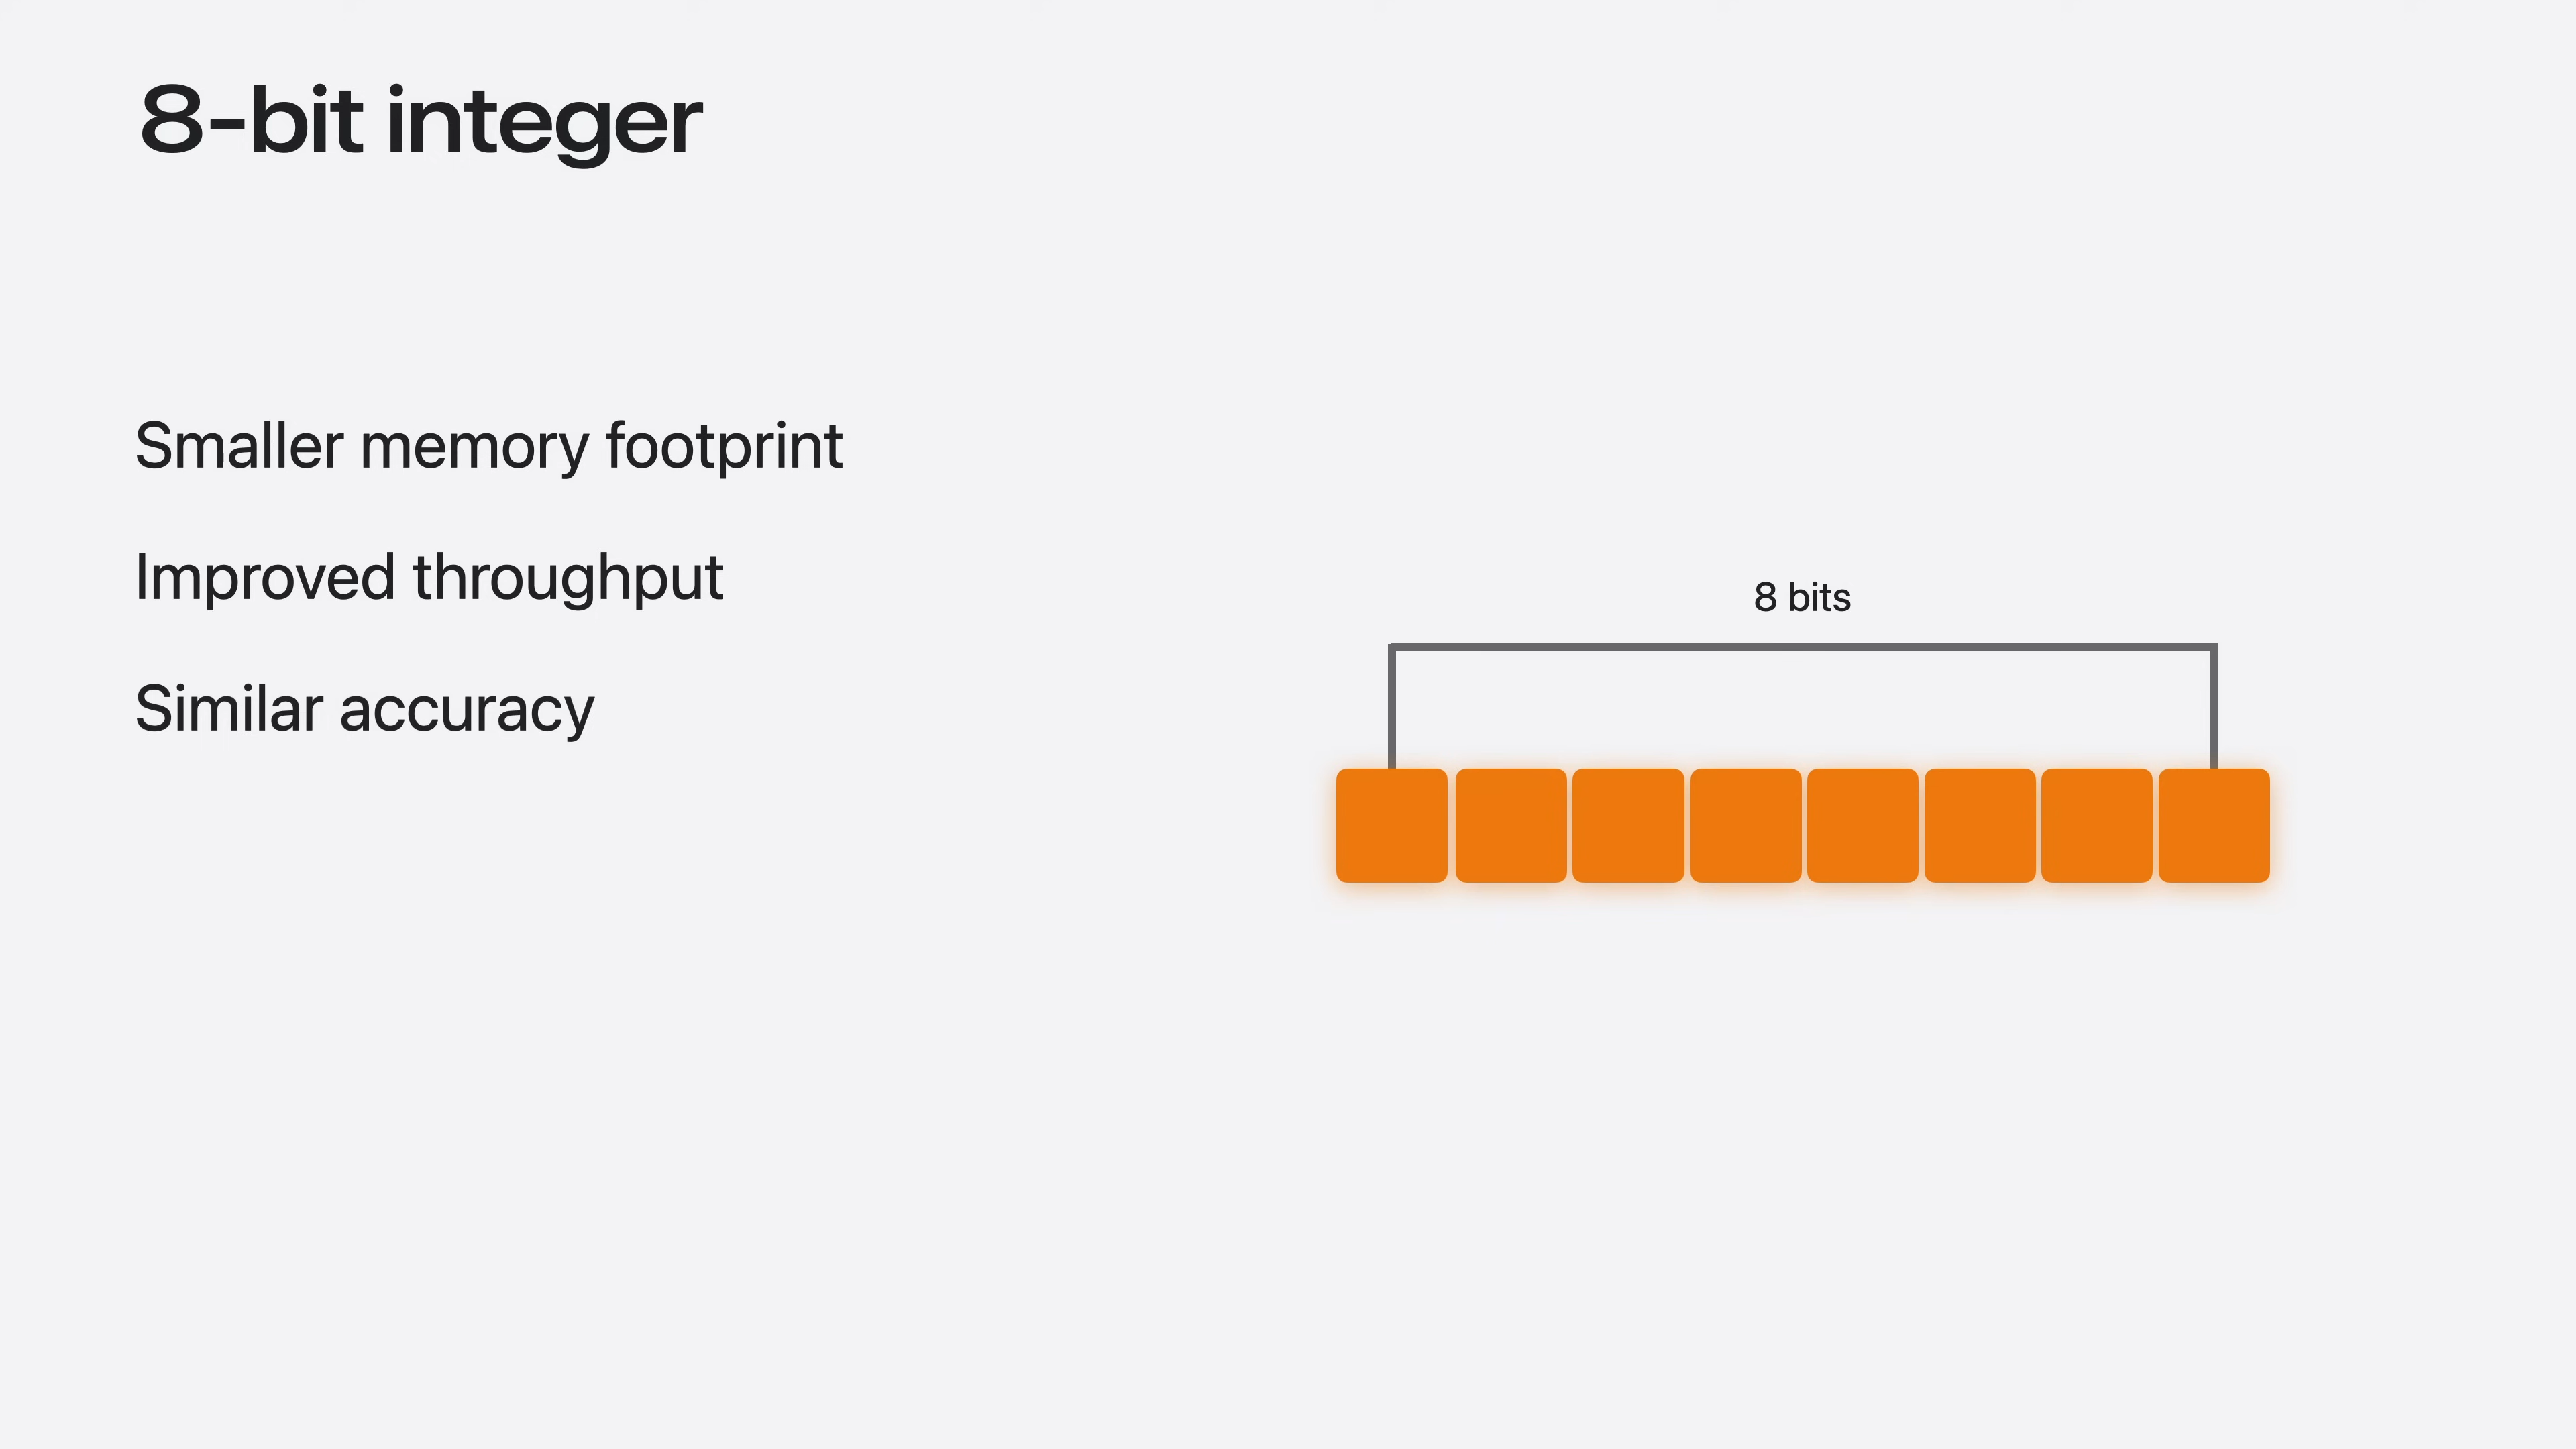 8-bit integer
Smaller memory footprint
Improved throughput
Similar accuracy
8 bits